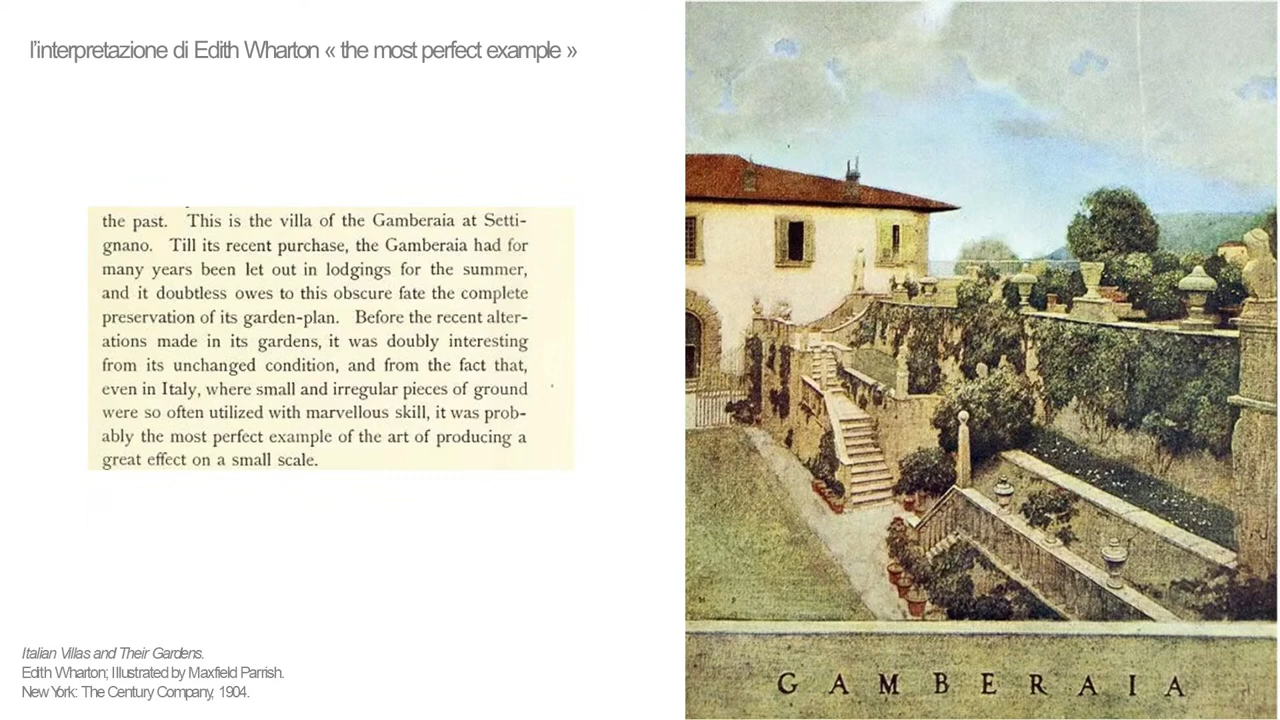 l'interpretazione di Edith Wharton « the most perfect example »
the past. This is the villa of the Gamberaia at Setti-
gnano. Till its recent purchase, the Gamberaia had for
many years been let out in lodgings for the summer,
and it doubtless owes to this obscure fate the complete
preservation of its garden-plan. Before the recent alter-
ations made in its gardens, it was doubly interesting
from its unchanged condition, and from the fact that,
even in Italy, where small and irregular pieces of ground
were so often utilized with marvellous skill, it was prob-
ably the most perfect example of the art of producing a
great effect on a small scale.
Italian Villas and Their Gardens.
Edith Wharton; Illustrated by Maxfield Parrish.
New York: The Century Company, 1904.
GAMBERAIA